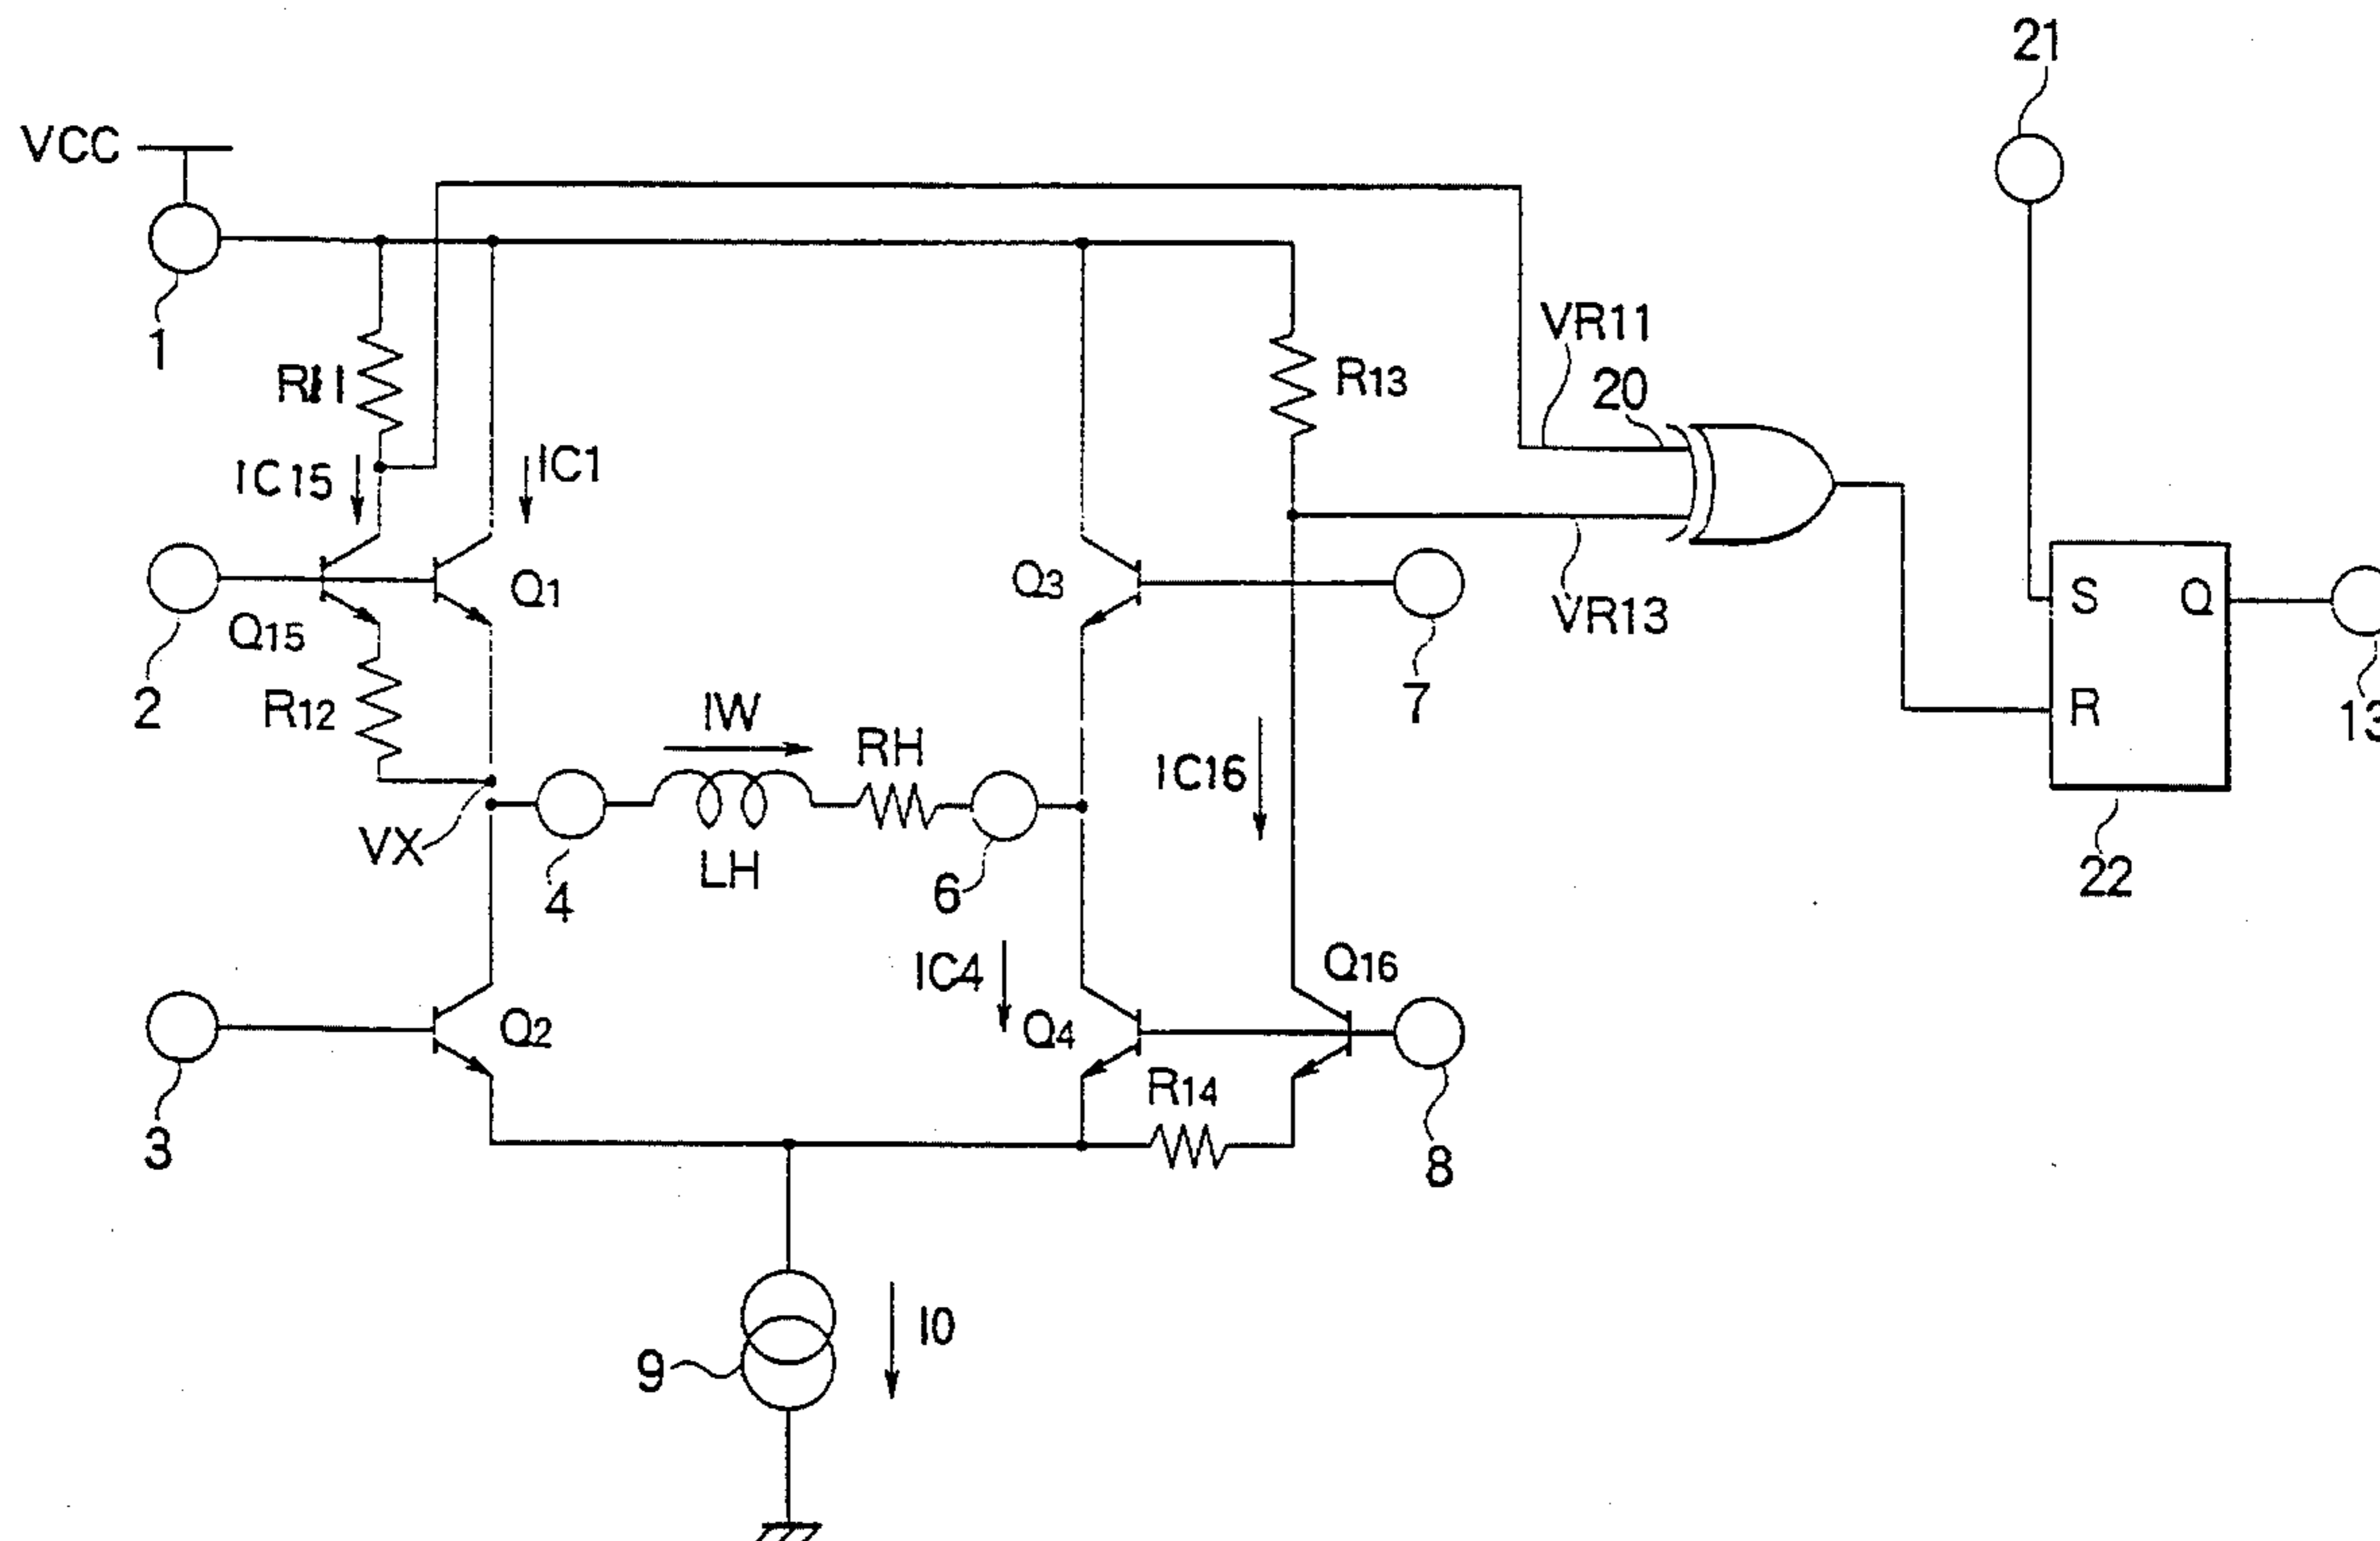 21
VCC
1
VR11
20
R11
R13
IC15
IC1
Q1
Q3
Q15
VR13
S
Q
2
R12
7
R
13
IW
RH
IC16
VX
4
LH
6
22
IC4
Q16
Q2
Q4
R14
3
8
9
I0